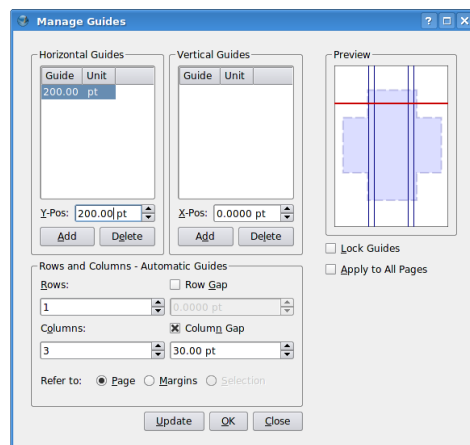 Manage Guides
Horizontal Guides
Guide Unit
200.00 pt
Y-Pos: 200.00 pt
Add Delete
Vertical Guides
Guide Unit
X-Pos: 0.0000 pt
Add Delete
Preview
Lock Guides
Apply to All Pages
Rows and Columns - Automatic Guides
Rows: Row Gap
1 0.0000 pt
Columns: Column Gap
3 30.00 pt
Refer to: Page Margins Selection
Update OK Close